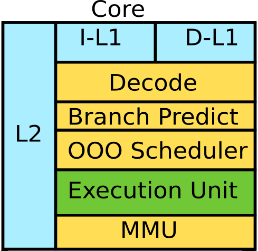 Core
I-L1
D-L1
L2
Decode
Branch Predict
OOO Scheduler
Execution Unit
MMU